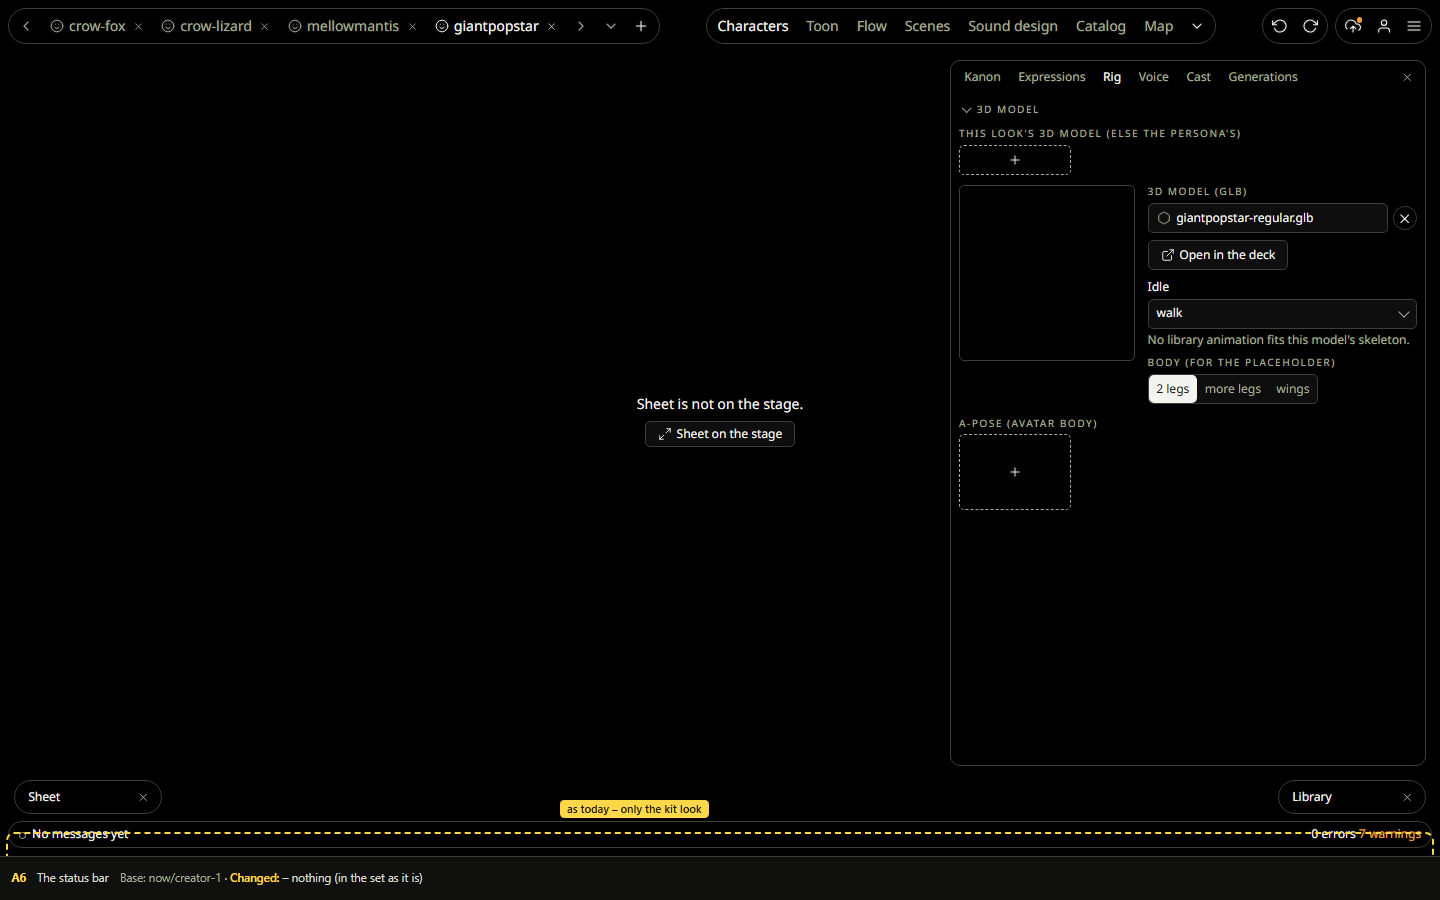 crow-fox crow-lizard mellowmantis giantpopstar
Characters Toon Flow Scenes Sound design Catalog Map
Kanon Expressions Rig Voice Cast Generations
3D MODEL
THIS LOOK'S 3D MODEL (ELSE THE PERSONA'S)
3D MODEL (GLB)
giantpopstar-regular.glb
Open in the deck
Idle
walk
No library animation fits this model's skeleton.
BODY (FOR THE PLACEHOLDER)
2 legs more legs wings
A-POSE (AVATAR BODY)
Sheet is not on the stage.
Sheet on the stage
Sheet
Library
as today – only the kit look
No messages yet
0 errors 7 warnings
A6 The status bar Base: now/creator-1 · Changed: – nothing (in the set as it is)